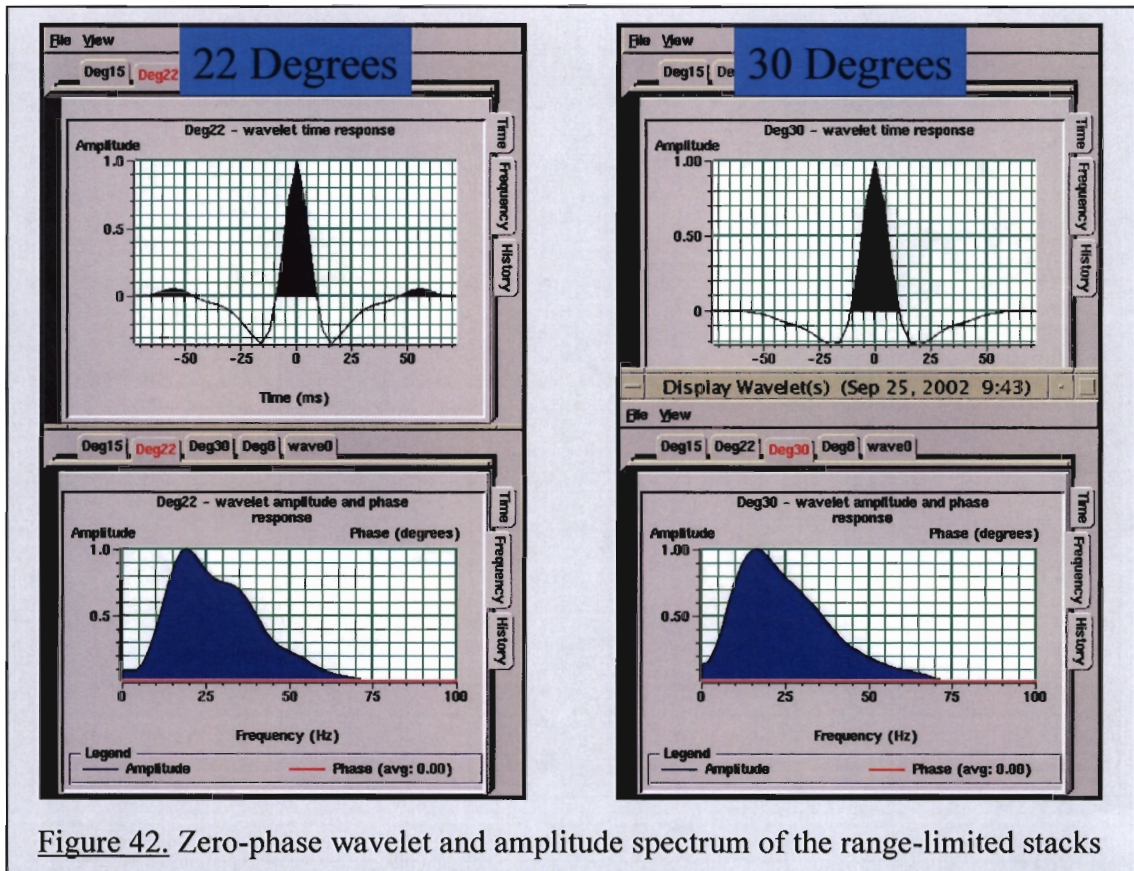 File View
Deg15 Deg22 22 Degrees
Deg22 - wavelet time response
Amplitude
1.0
0.5
0
-50 -25 0 25 50
Time (ms)
Time
Frequency
History
Deg15 Deg22 Deg30 Deg8 wave0
Deg22 - wavelet amplitude and phase
response
Amplitude Phase (degrees)
1.0
0.5
0 25 50 75 100
Frequency (Hz)
Legend
Amplitude Phase (avg: 0.00)
Time
Frequency
History
File View
Deg15 De 30 Degrees
Deg30 - wavelet time response
Amplitude
1.00
0.50
0
-50 -25 0 25 50
Time
Frequency
History
Display Wavelet(s) (Sep 25, 2002 9:43)
File View
Deg15 Deg22 Deg30 Deg8 wave0
Deg30 - wavelet amplitude and phase
response
Amplitude Phase (degrees)
1.00
0.50
0 25 50 75 100
Frequency (Hz)
Legend
Amplitude Phase (avg: 0.00)
Time
Frequency
History
Figure 42. Zero-phase wavelet and amplitude spectrum of the range-limited stacks